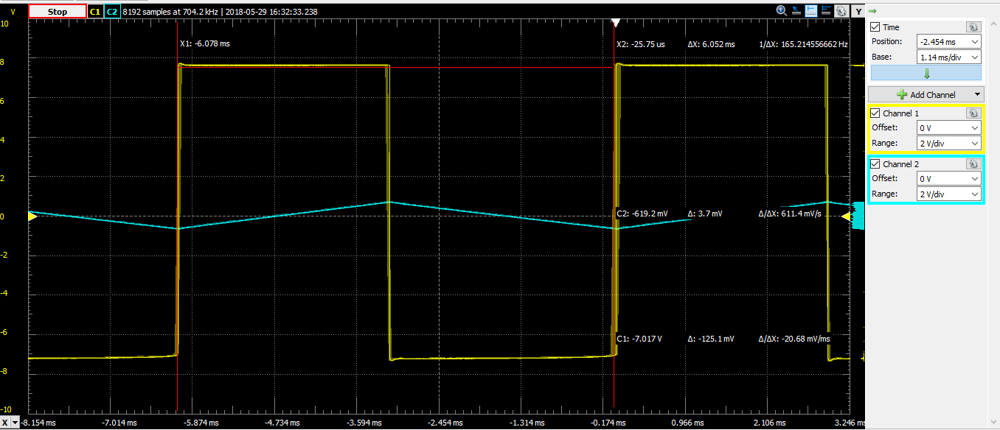 V Stop C1 C2 8192 samples at 704.2 kHz | 2018-05-29 16:32:33.238 Y
10
X1: -6.078 ms X2: -25.75 us ΔX: 6.052 ms 1/ΔX: 165.214556662 Hz
8
6
4
2
0
C2: -619.2 mV Δ: 3.7 mV Δ/ΔX: 611.4 mV/s
-2
-4
C1: -7.017 V Δ: -125.1 mV Δ/ΔX: -20.68 mV/ms
-6
-8
-10
X -8.154 ms -7.014 ms -5.874 ms -4.734 ms -3.594 ms -2.454 ms -1.314 ms -0.174 ms 0.966 ms 2.106 ms 3.246 ms
Time
Position: -2.454 ms
Base: 1.14 ms/div
Add Channel
Channel 1
Offset: 0 V
Range: 2 V/div
Channel 2
Offset: 0 V
Range: 2 V/div